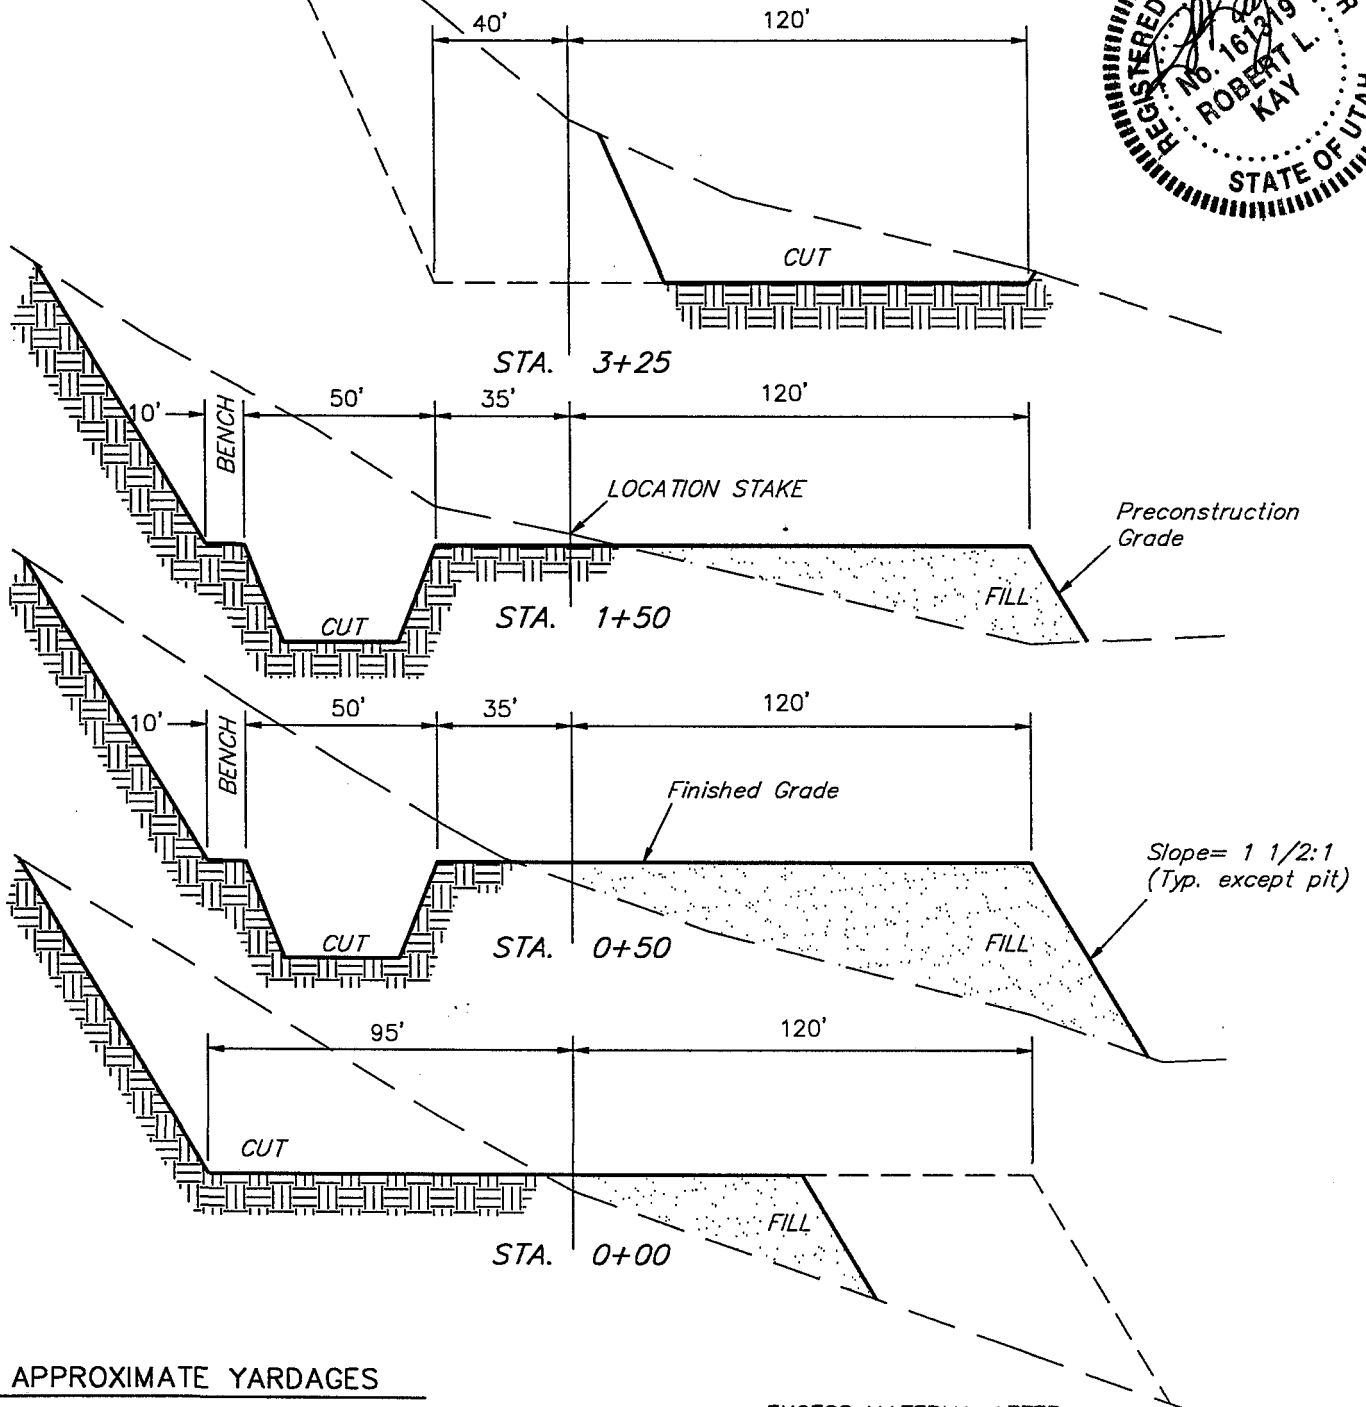 40'
120'
REGISTERED
No. 161319
ROBERT L.
KAY
STATE OF UTAH
CUT
STA. 3+25
10'
BENCH
50'
35'
120'
LOCATION STAKE
Preconstruction
Grade
CUT
FILL
STA. 1+50
10'
BENCH
50'
35'
120'
Finished Grade
Slope= 1 1/2:1
(Typ. except pit)
CUT
FILL
STA. 0+50
95'
120'
CUT
FILL
STA. 0+00
APPROXIMATE YARDAGES